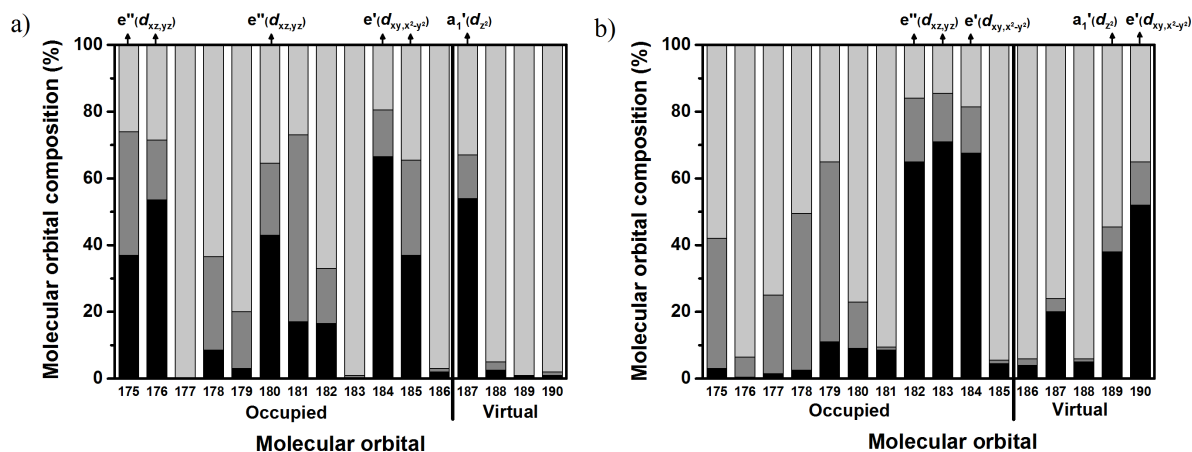 a)
e''(dxz,yz)
e''(dxz,yz)
e'(dxy,x²-y²)
a₁'(dz²)
Molecular orbital composition (%)
100
80
60
40
20
0
175 176 177 178 179 180 181 182 183 184 185 186 187 188 189 190
Occupied Virtual
Molecular orbital
b)
e''(dxz,yz)
e'(dxy,x²-y²)
a₁'(dz²)
e'(dxy,x²-y²)
Molecular orbital composition (%)
100
80
60
40
20
0
175 176 177 178 179 180 181 182 183 184 185 186 187 188 189 190
Occupied Virtual
Molecular orbital